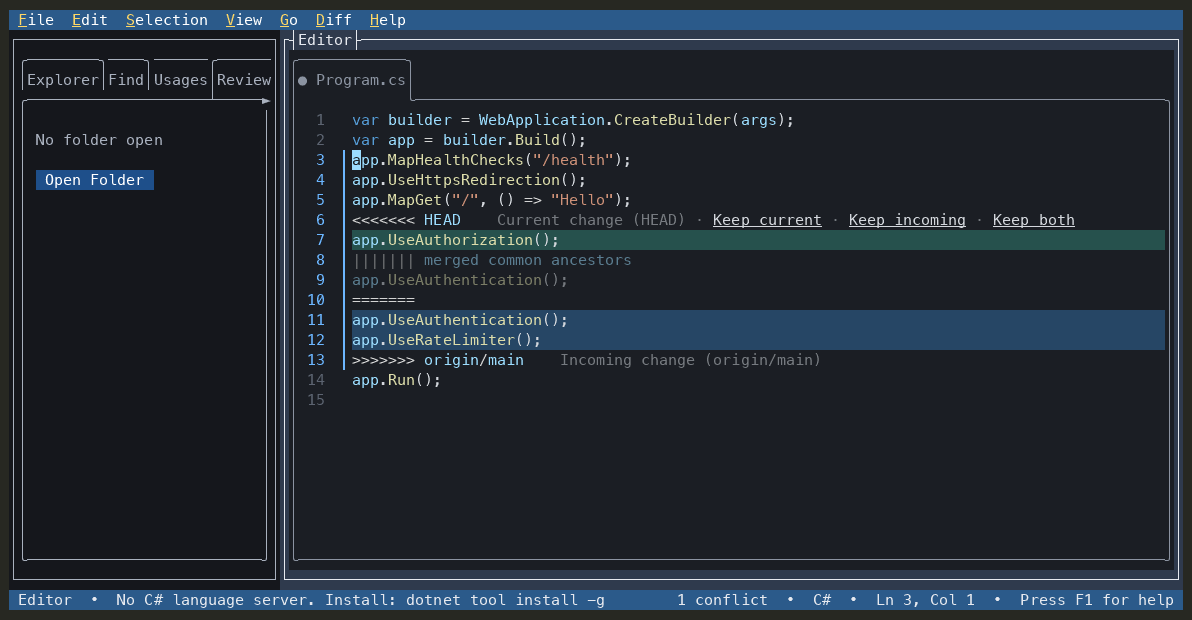 File Edit Selection View Go Diff Help
Editor
Explorer Find Usages Review
● Program.cs
No folder open
Open Folder
1 var builder = WebApplication.CreateBuilder(args);
2 var app = builder.Build();
3 app.MapHealthChecks("/health");
4 app.UseHttpsRedirection();
5 app.MapGet("/", () => "Hello");
6 <<<<<<< HEAD Current change (HEAD) · Keep current · Keep incoming · Keep both
7 app.UseAuthorization();
8 ||||||| merged common ancestors
9 app.UseAuthentication();
10 =======
11 app.UseAuthentication();
12 app.UseRateLimiter();
13 >>>>>>> origin/main Incoming change (origin/main)
14 app.Run();
15
Editor • No C# language server. Install: dotnet tool install -g 1 conflict • C# • Ln 3, Col 1 • Press F1 for help